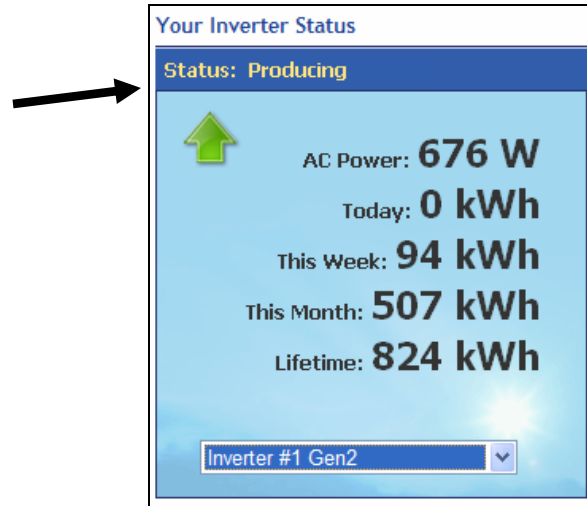 Your Inverter Status
Status: Producing
AC Power: 676 W
Today: 0 kWh
This Week: 94 kWh
This Month: 507 kWh
Lifetime: 824 kWh
Inverter #1 Gen2